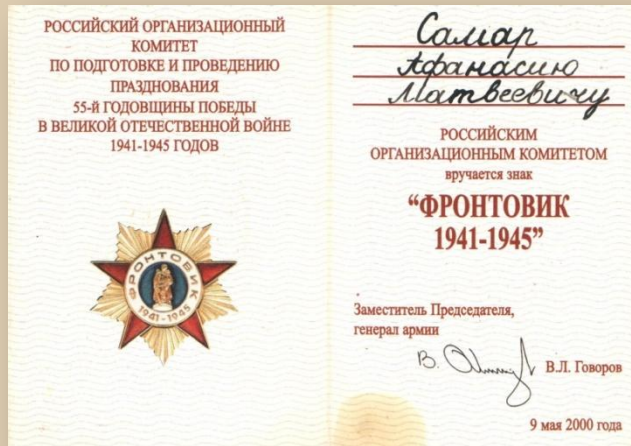 РОССИЙСКИЙ ОРГАНИЗАЦИОННЫЙ
КОМИТЕТ
ПО ПОДГОТОВКЕ И ПРОВЕДЕНИЮ
ПРАЗДНОВАНИЯ
55-й ГОДОВЩИНЫ ПОБЕДЫ
В ВЕЛИКОЙ ОТЕЧЕСТВЕННОЙ ВОЙНЕ
1941-1945 ГОДОВ
ФРОНТОВИК
1941-1945
Самар
Афанасию
Матвеевичу
РОССИЙСКИМ
ОРГАНИЗАЦИОННЫМ КОМИТЕТОМ
вручается знак
“ФРОНТОВИК
1941-1945”
Заместитель Председателя,
генерал армии
В.Л. Говоров
9 мая 2000 года